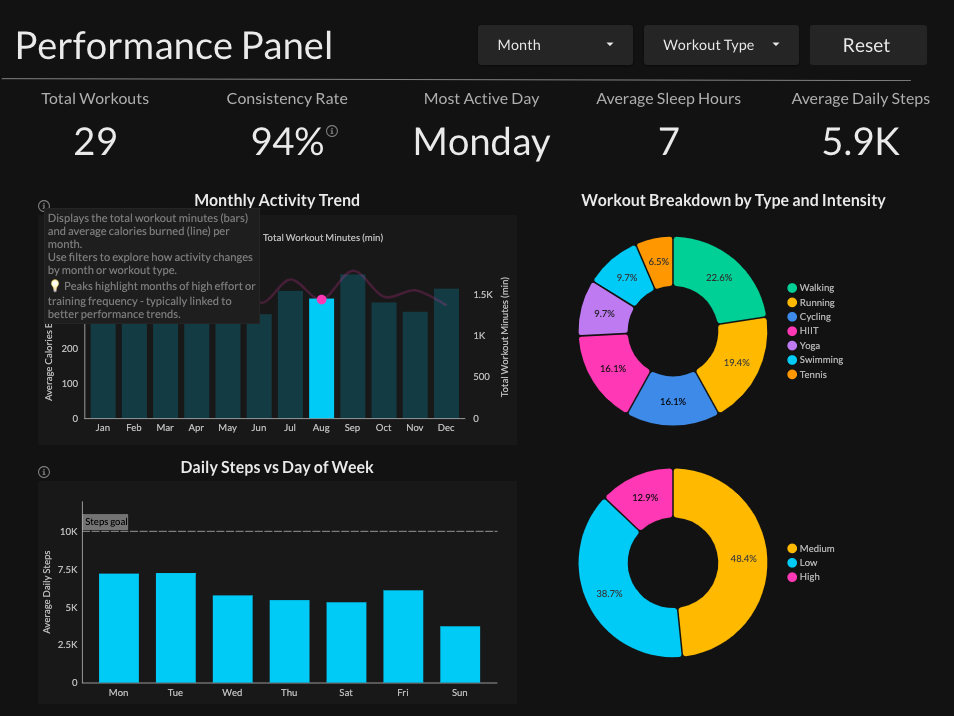 Performance Panel
Month
Workout Type
Reset
Total Workouts
Consistency Rate
Most Active Day
Average Sleep Hours
Average Daily Steps
29
94%
Monday
7
5.9K
Monthly Activity Trend
Displays the total workout minutes (bars)
and average calories burned (line) per
month.
Use filters to explore how activity changes
by month or workout type.
💡 Peaks highlight months of high effort or
training frequency - typically linked to
better performance trends.
Total Workout Minutes (min)
Average Calories
200
100
0
1.5K
1K
500
0
Total Workout Minutes (min)
Jan
Feb
Mar
Apr
May
Jun
Jul
Aug
Sep
Oct
Nov
Dec
Workout Breakdown by Type and Intensity
22.6%
19.4%
16.1%
16.1%
9.7%
9.7%
6.5%
Walking
Running
Cycling
HIIT
Yoga
Swimming
Tennis
Daily Steps vs Day of Week
Steps goal
10K
7.5K
5K
2.5K
0
Average Daily Steps
Mon
Tue
Wed
Thu
Sat
Fri
Sun
48.4%
38.7%
12.9%
Medium
Low
High